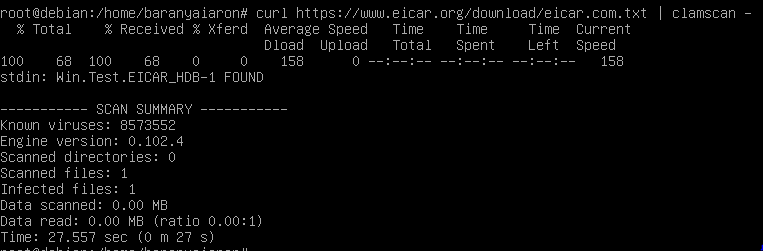 root@debian:/home/baranyaiaron# curl https://www.eicar.org/download/eicar.com.txt | clamscan -
  % Total    % Received % Xferd  Average Speed   Time    Time     Time  Current
                                 Dload  Upload   Total   Spent    Left  Speed
100    68  100    68    0     0    158      0 --:--:-- --:--:-- --:--:--   158
stdin: Win.Test.EICAR_HDB-1 FOUND
----------- SCAN SUMMARY -----------
Known viruses: 8573552
Engine version: 0.102.4
Scanned directories: 0
Scanned files: 1
Infected files: 1
Data scanned: 0.00 MB
Data read: 0.00 MB (ratio 0.00:1)
Time: 27.557 sec (0 m 27 s)
root@debian:/home/baranyaiaron#